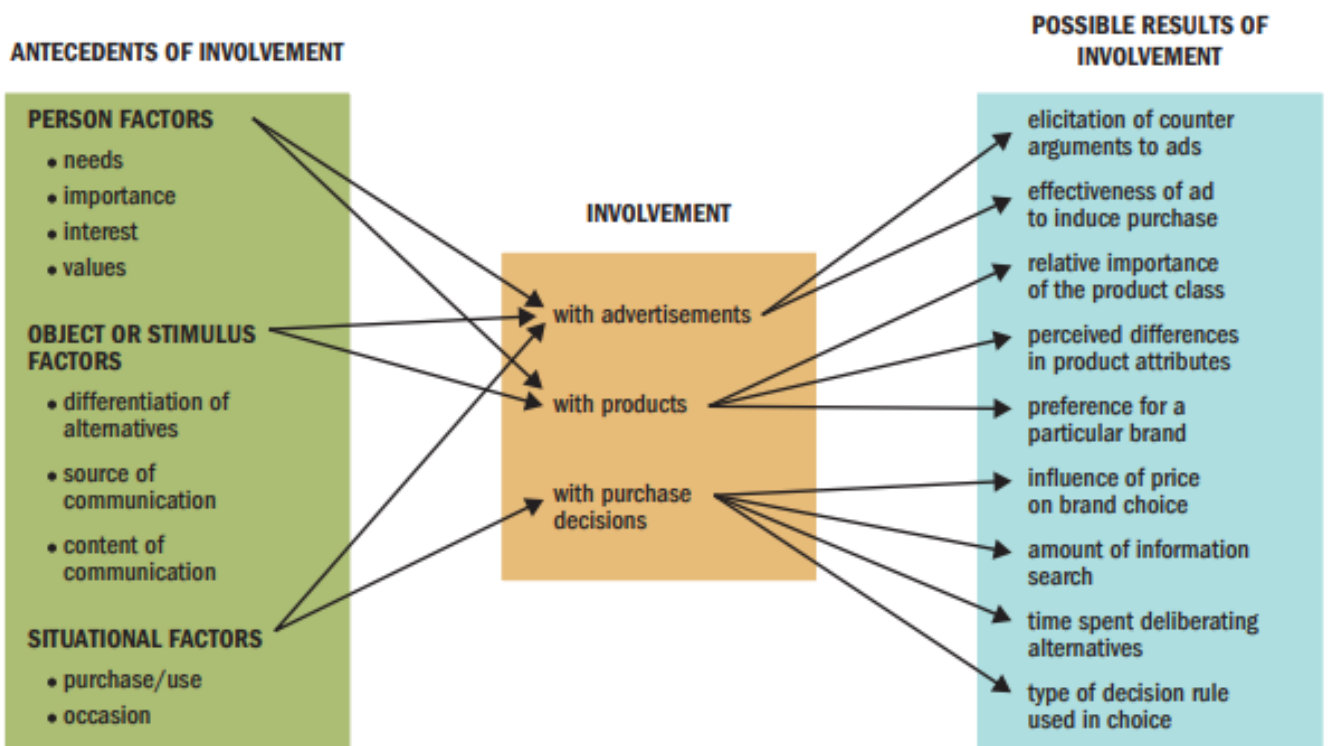 ANTECEDENTS OF INVOLVEMENT
PERSON FACTORS
• needs
• importance
• interest
• values
OBJECT OR STIMULUS
FACTORS
• differentiation of
alternatives
• source of
communication
• content of
communication
SITUATIONAL FACTORS
• purchase/use
• occasion
INVOLVEMENT
with advertisements
with products
with purchase
decisions
POSSIBLE RESULTS OF
INVOLVEMENT
elicitation of counter
arguments to ads
effectiveness of ad
to induce purchase
relative importance
of the product class
perceived differences
in product attributes
preference for a
particular brand
influence of price
on brand choice
amount of information
search
time spent deliberating
alternatives
type of decision rule
used in choice